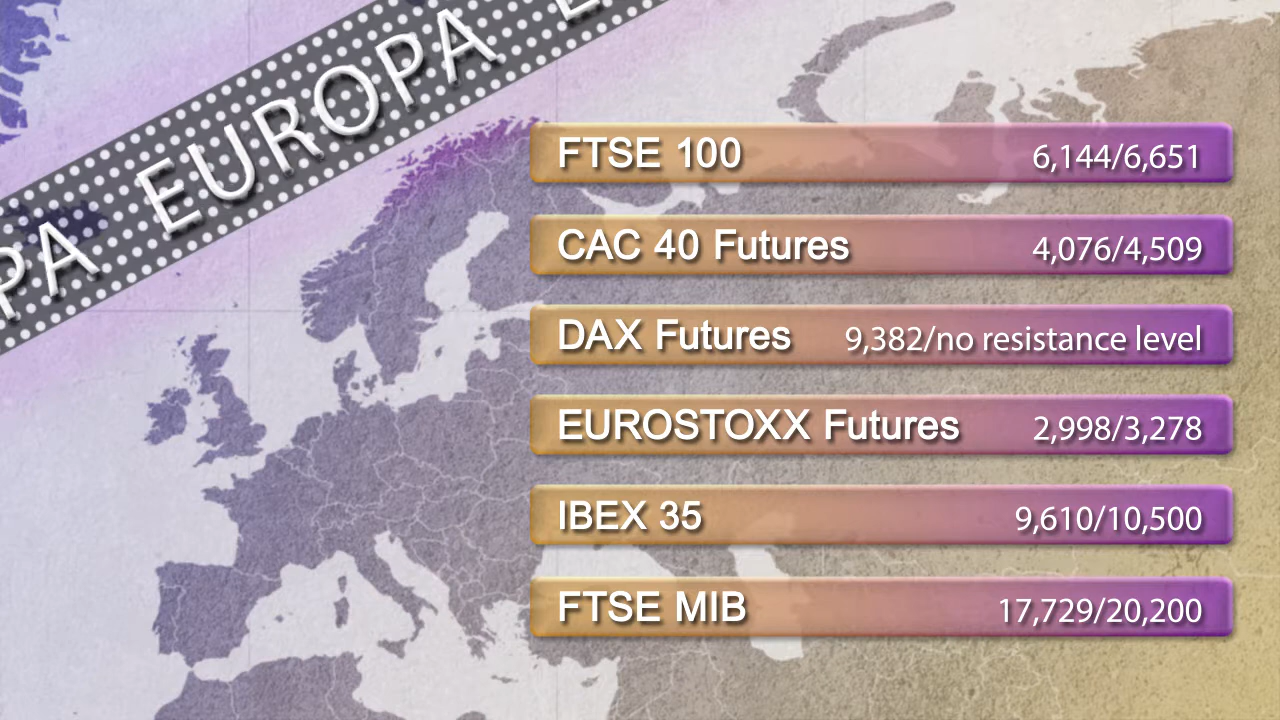 PA EUROPA E
FTSE 100 6,144/6,651
CAC 40 Futures 4,076/4,509
DAX Futures 9,382/no resistance level
EUROSTOXX Futures 2,998/3,278
IBEX 35 9,610/10,500
FTSE MIB 17,729/20,200